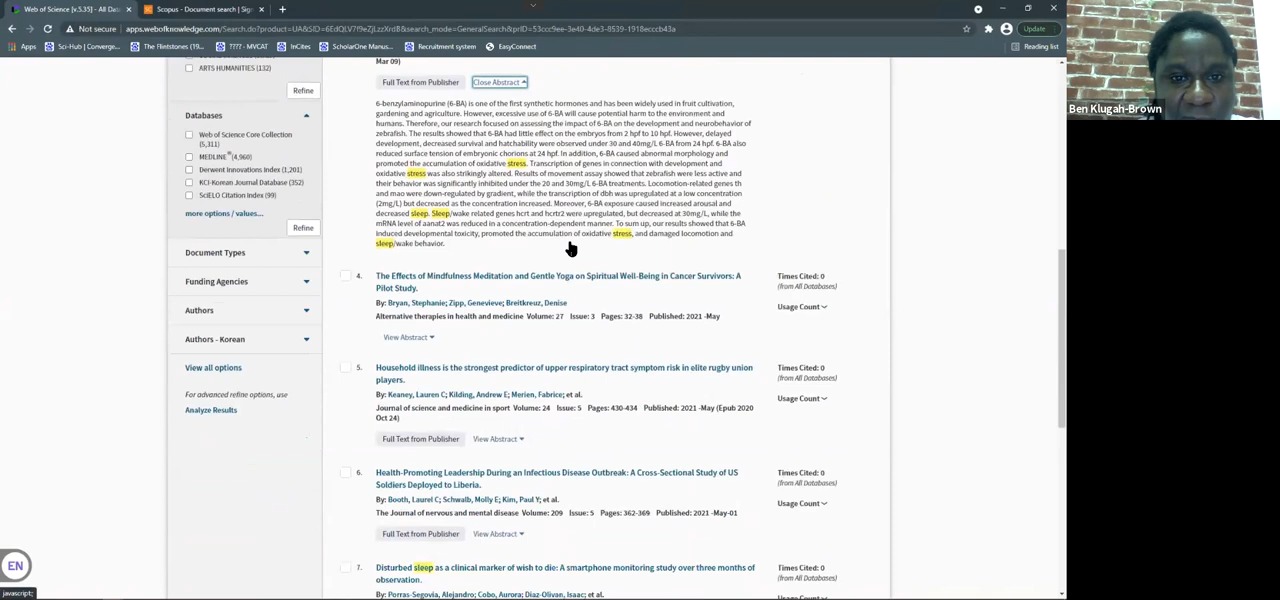 Web of Science [v.5.35] - All Dat
Scopus - Document search | Sig
Not secure
apps.webofknowledge.com/Search.do?product=UA&SID=6EdQLV7f9eZjLzzXrd8&search_mode=GeneralSearch&prID=53ccc9ee-3e40-4de3-8539-1918ecccb43a
Update
Apps
Sci-Hub | Converge...
The Flintstones (19...
???? - MVCAT
InCites
ScholarOne Manus...
Recruitment system
EasyConnect
Reading list
Ben Klugah-Brown
ARTS HUMANITIES (132)
Refine
Databases
Web of Science Core Collection
(5,311)
MEDLINE® (4,960)
Derwent Innovations Index (1,201)
KCI-Korean Journal Database (352)
SciELO Citation Index (99)
more options / values...
Refine
Document Types
Funding Agencies
Authors
Authors - Korean
View all options
For advanced refine options, use
Analyze Results
Mar 09)
Full Text from Publisher
Close Abstract
6-benzylaminopurine (6-BA) is one of the first synthetic hormones and has been widely used in fruit cultivation,
gardening and agriculture. However, excessive use of 6-BA will cause potential harm to the environment and
humans. Therefore, our research focused on assessing the impact of 6-BA on the development and neurobehavior of
zebrafish. The results showed that 6-BA had little effect on the embryos from 2 hpf to 10 hpf. However, delayed
development, decreased survival and hatchability were observed under 30 and 40mg/L 6-BA from 24 hpf. 6-BA also
reduced surface tension of embryonic chorions at 24 hpf. In addition, 6-BA caused abnormal morphology and
promoted the accumulation of oxidative stress. Transcription of genes in connection with development and
oxidative stress was also strikingly altered. Results of movement assay showed that zebrafish were less active and
their behavior was significantly inhibited under the 20 and 30mg/L 6-BA treatments. Locomotion-related genes th
and mao were down-regulated by gradient, while the transcription of dbh was upregulated at a low concentration
(2mg/L) but decreased as the concentration increased. Moreover, 6-BA exposure caused increased arousal and
decreased sleep. Sleep/wake related genes hcrt and hcrtr2 were upregulated, but decreased at 30mg/L, while the
mRNA level of aanat2 was reduced in a concentration-dependent manner. To sum up, our results showed that 6-BA
induced developmental toxicity, promoted the accumulation of oxidative stress, and damaged locomotion and
sleep/wake behavior.
4.
The Effects of Mindfulness Meditation and Gentle Yoga on Spiritual Well-Being in Cancer Survivors: A
Pilot Study.
By: Bryan, Stephanie; Zipp, Genevieve; Breitkreuz, Denise
Alternative therapies in health and medicine Volume: 27 Issue: 3 Pages: 32-38 Published: 2021 -May
View Abstract
Times Cited: 0
(from All Databases)
Usage Count
5.
Household illness is the strongest predictor of upper respiratory tract symptom risk in elite rugby union
players.
By: Keaney, Lauren C; Kilding, Andrew E; Merien, Fabrice; et al.
Journal of science and medicine in sport Volume: 24 Issue: 5 Pages: 430-434 Published: 2021 -May (Epub 2020
Oct 24)
Full Text from Publisher
View Abstract
Times Cited: 0
(from All Databases)
Usage Count
6.
Health-Promoting Leadership During an Infectious Disease Outbreak: A Cross-Sectional Study of US
Soldiers Deployed to Liberia.
By: Booth, Laurel C; Schwalb, Molly E; Kim, Paul Y; et al.
The Journal of nervous and mental disease Volume: 209 Issue: 5 Pages: 362-369 Published: 2021 -May-01
Full Text from Publisher
View Abstract
Times Cited: 0
(from All Databases)
Usage Count
7.
Disturbed sleep as a clinical marker of wish to die: A smartphone monitoring study over three months of
observation.
By: Porras-Segovia, Alejandro; Cobo, Aurora; Diaz-Olivan, Isaac; et al.
Times Cited: 0
(from All Databases)
EN
javascript:;